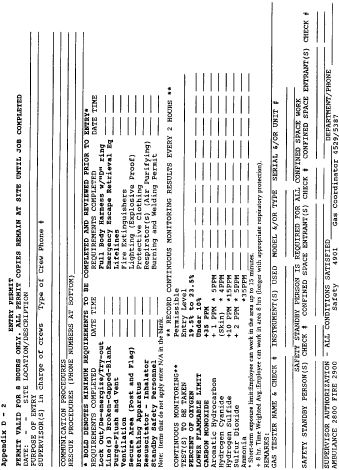 Appendix D - 2
ENTRY PERMIT
PERMIT VALID FOR 8 HOURS ONLY. ALL PERMIT COPIES REMAIN AT SITE UNTIL JOB COMPLETED
DATE: SITE LOCATION/DESCRIPTION
PURPOSE OF ENTRY
SUPERVISOR(S) in charge of crews Type of Crew Phone #
COMMUNICATION PROCEDURES
RESCUE PROCEDURES (PHONE NUMBERS AT BOTTOM)
* BOLD DENOTES MINIMUM REQUIREMENTS TO BE COMPLETED AND REVIEWED PRIOR TO ENTRY*
REQUIREMENTS COMPLETED DATE TIME REQUIREMENTS COMPLETED DATE TIME
Lock Out/De-energize/Try-out Full Body Harness w/"D" ring
Line(s) Broken-Capped-Blank Emergency Escape Retrieval Eq
Purge-Flush and Vent Lifelines
Ventilation Fire Extinguishers
Secure Area (Post and Flag) Lighting (Explosive Proof)
Breathing Apparatus Protective Clothing
Resuscitator - Inhalator Respirator(s) (Air Purifying)
Standby Safety Personnel Burning and Welding Permit
Note: Items that do not apply enter N/A in the blank.
** RECORD CONTINUOUS MONITORING RESULTS EVERY 2 HOURS **
CONTINUOUS MONITORING** Permissible
TEST(S) TO BE TAKEN Entry Level
PERCENT OF OXYGEN 19.5% to 23.5%
LOWER FLAMMABLE LIMIT Under 10%
CARBON MONOXIDE +35 PPM
Aromatic Hydrocarbon + 1 PPM * 5PPM
Hydrogen Cyanide (Skin) * 4PPM
Hydrogen Sulfide +10 PPM *15PPM
Sulfur Dioxide + 2 PPM * 5PPM
Ammonia *35PPM
* Short-term exposure limit:Employee can work in the area up to 15 minutes.
+ 8 hr. Time Weighted Avg.:Employee can work in area 8 hrs (longer with appropriate respiratory protection).
REMARKS:
GAS TESTER NAME & CHECK # INSTRUMENT(S) USED MODEL &/OR TYPE SERIAL &/OR UNIT #
SAFETY STANDBY PERSON IS REQUIRED FOR ALL CONFINED SPACE WORK
SAFETY STANDBY PERSON(S) CHECK # CONFINED SPACE ENTRANT(S) CHECK # CONFINED SPACE ENTRANT(S) CHECK #
SUPERVISOR AUTHORIZATION - ALL CONDITIONS SATISFIED DEPARTMENT/PHONE
AMBULANCE 2800 FIRE 2900 Safety 4901 Gas Coordinator 4529/5387